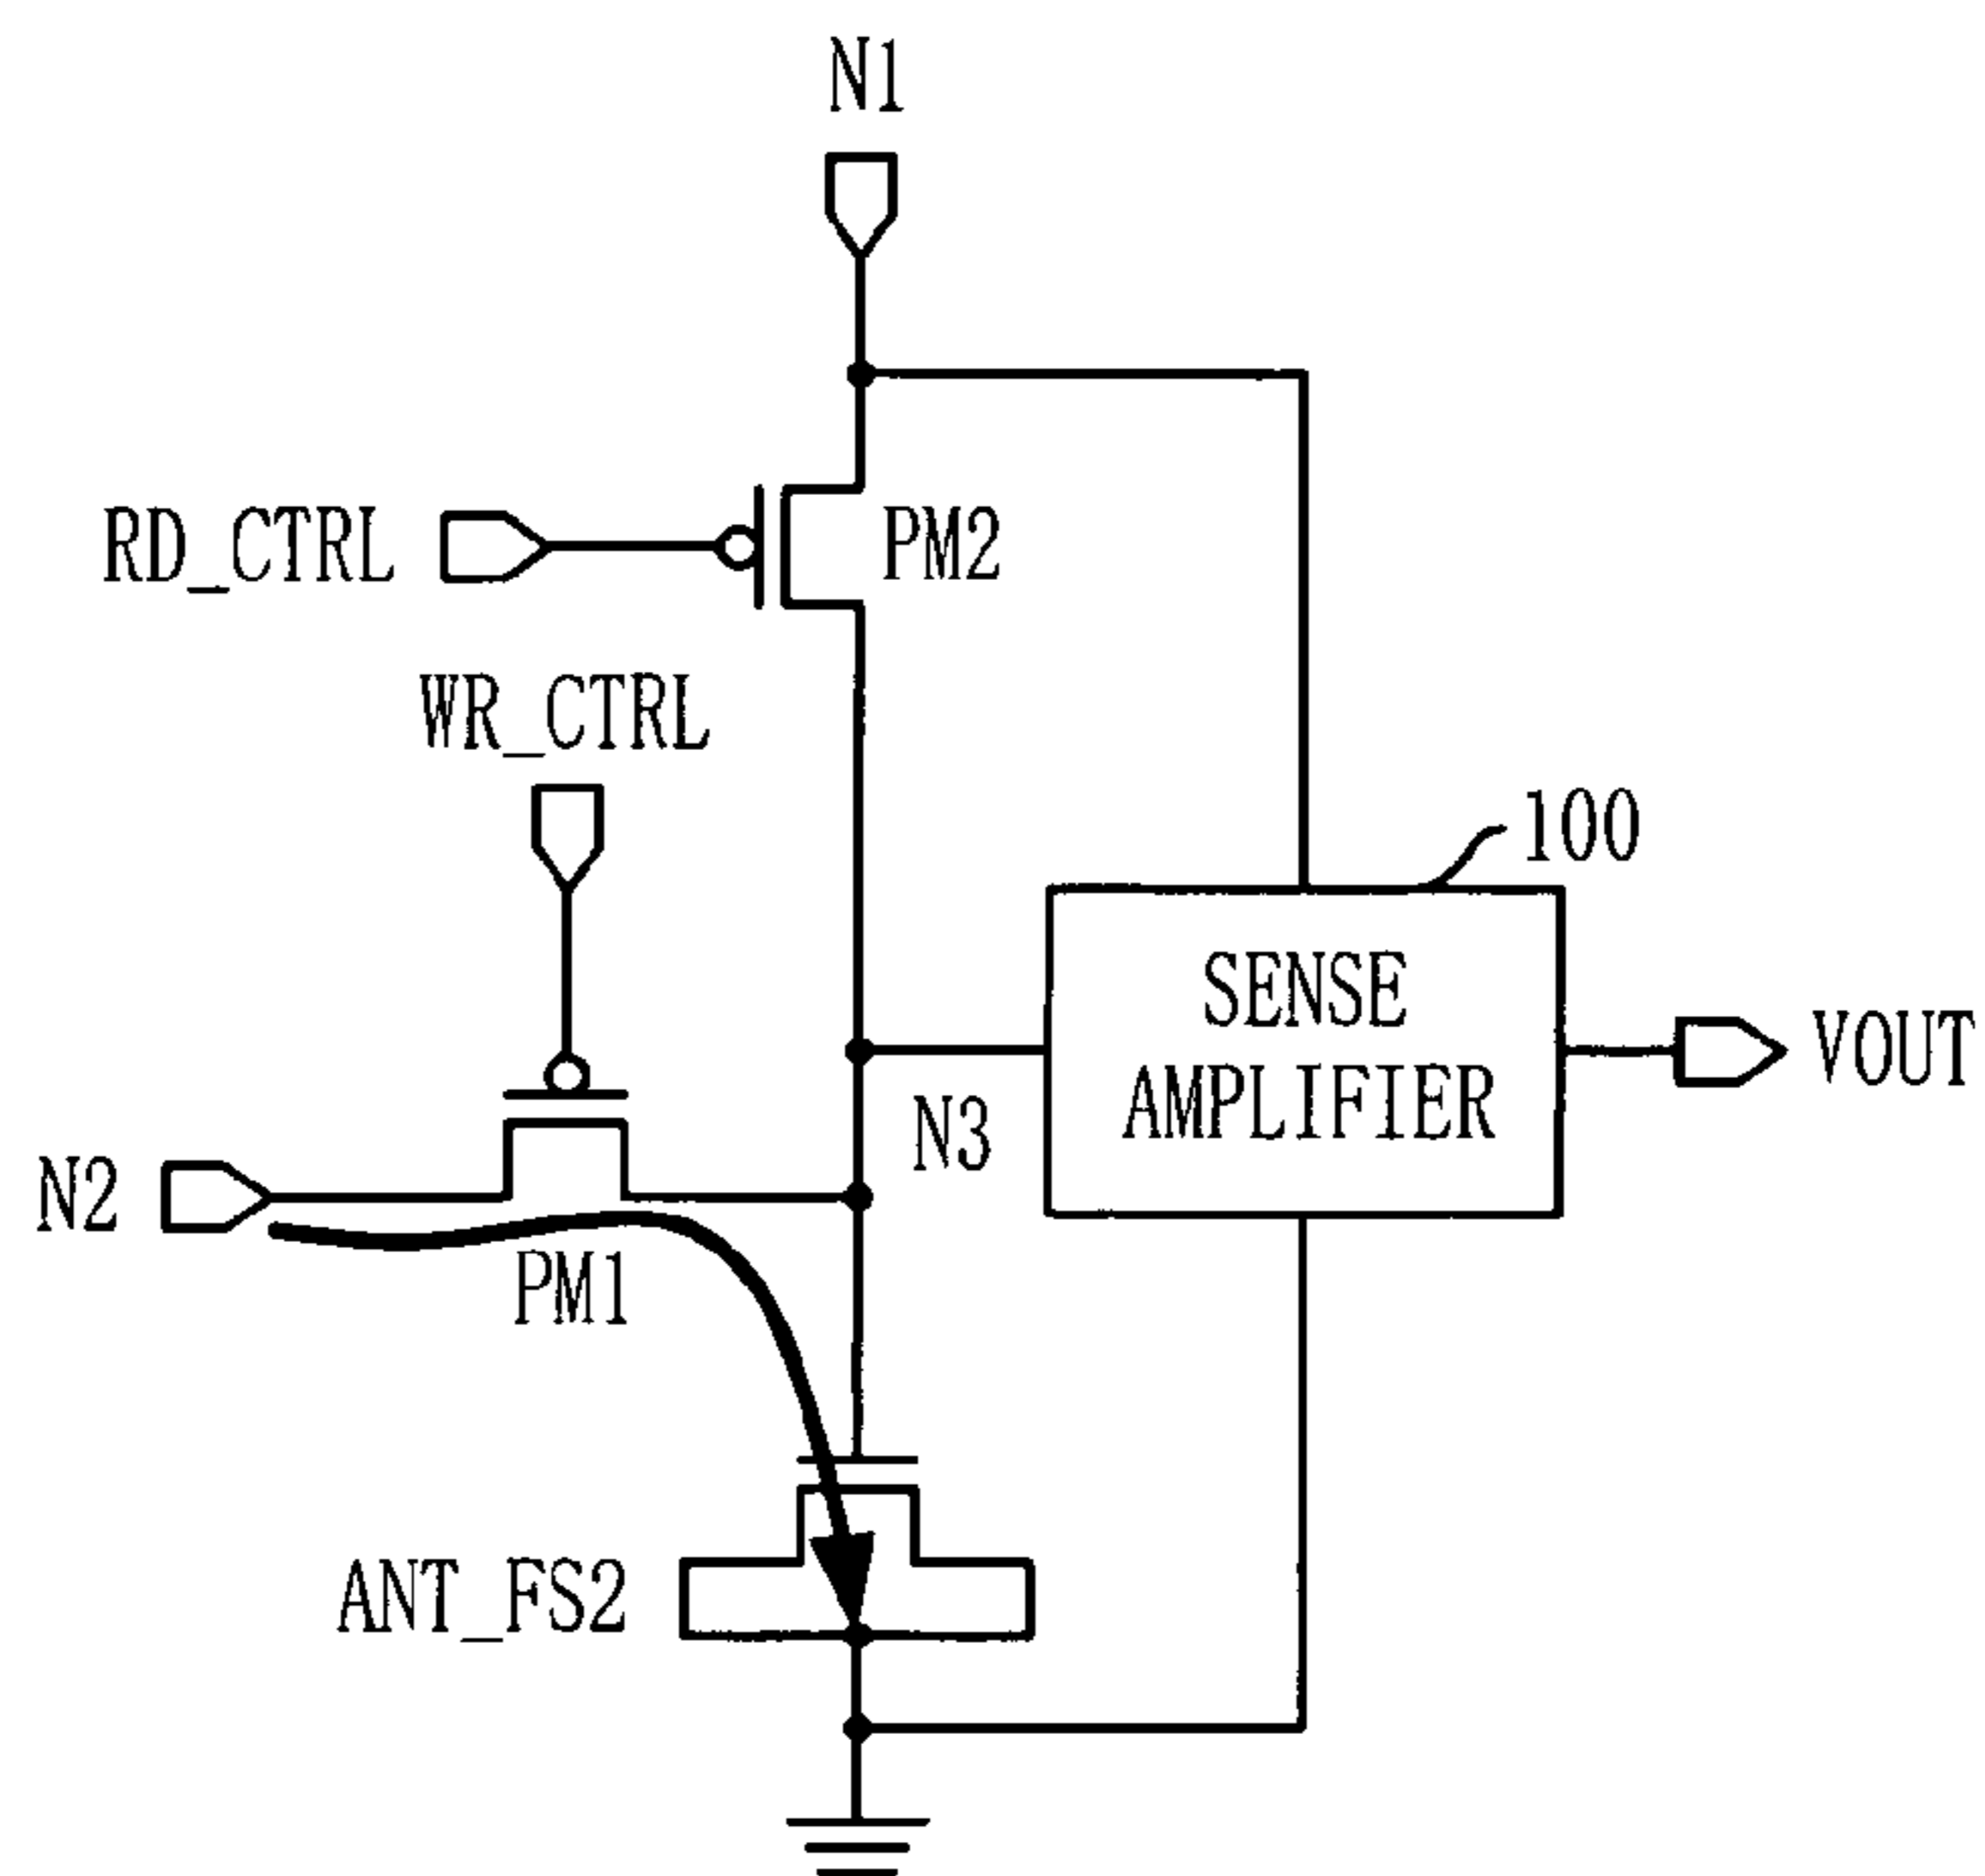 N1
RD_CTRL
PM2
WR_CTRL
100
SENSE
AMPLIFIER
VOUT
N3
N2
PM1
ANT_FS2